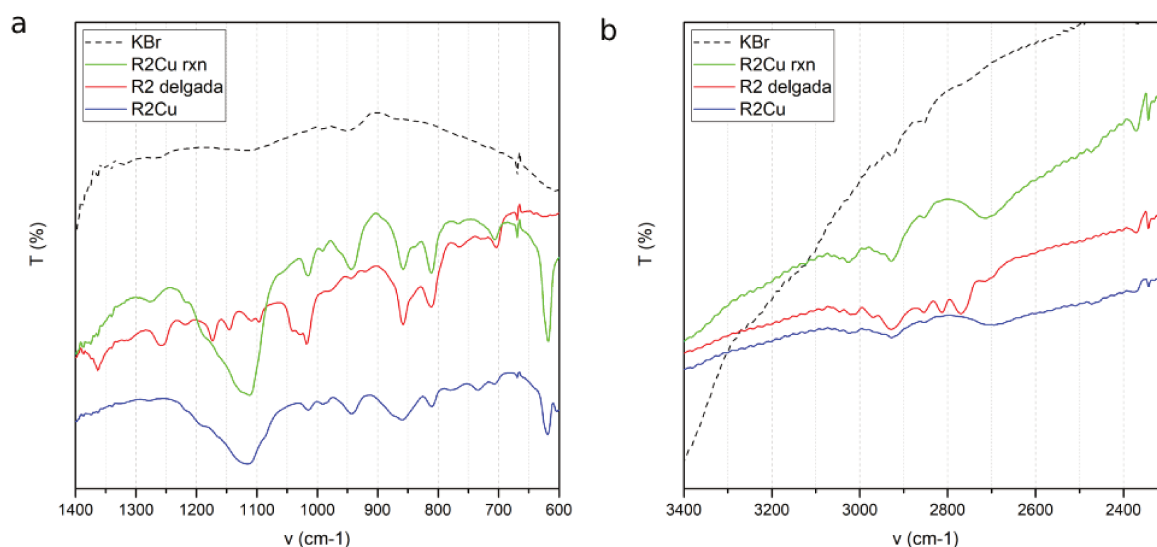 a
KBr
R2Cu rxn
R2 delgada
R2Cu
T (%)
1400 1300 1200 1100 1000 900 800 700 600
ν (cm-1)
b
KBr
R2Cu rxn
R2 delgada
R2Cu
T (%)
3400 3200 3000 2800 2600 2400
ν (cm-1)